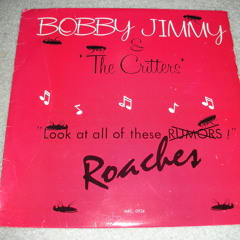 BOBBY JIMMY
&
'The Critters'
"Look at all of these RUMORS!"
Roaches